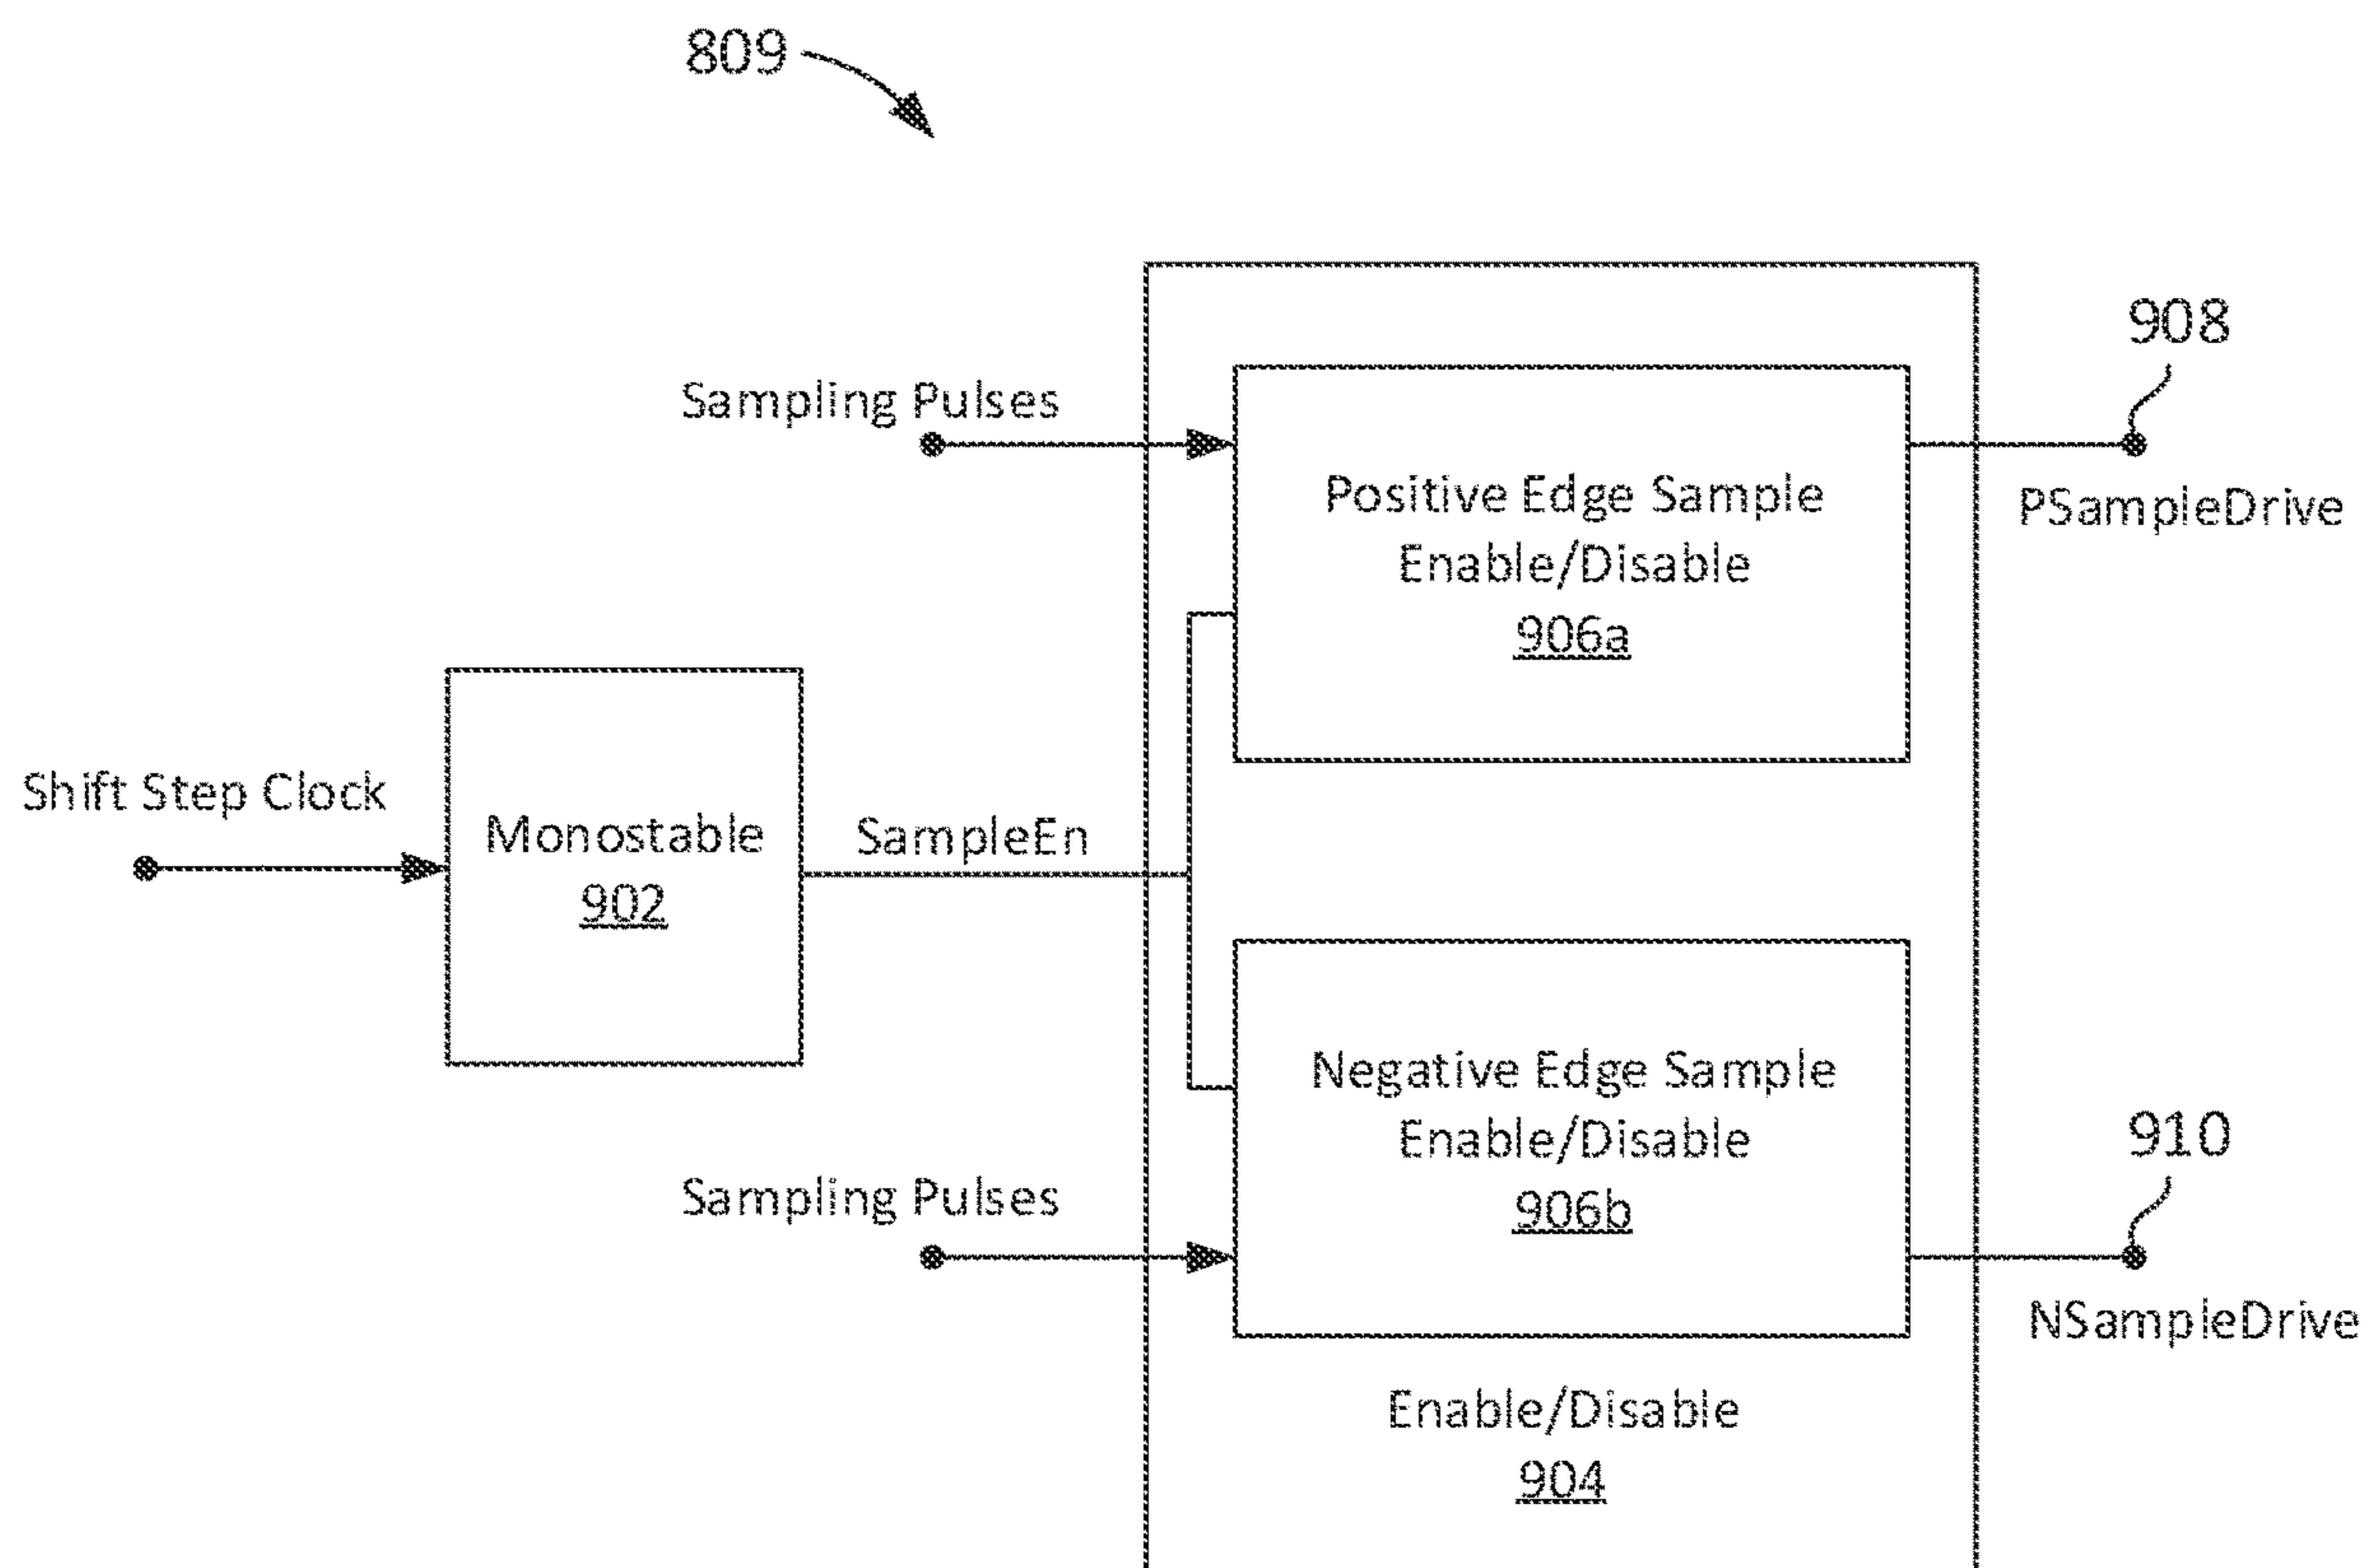 809
908
Sampling Pulses
Positive Edge Sample
Enable/Disable
906a
PSampleDrive
Shift Step Clock
Monostable
902
SampleEn
Negative Edge Sample
Enable/Disable
906b
910
Sampling Pulses
NSampleDrive
Enable/Disable
904